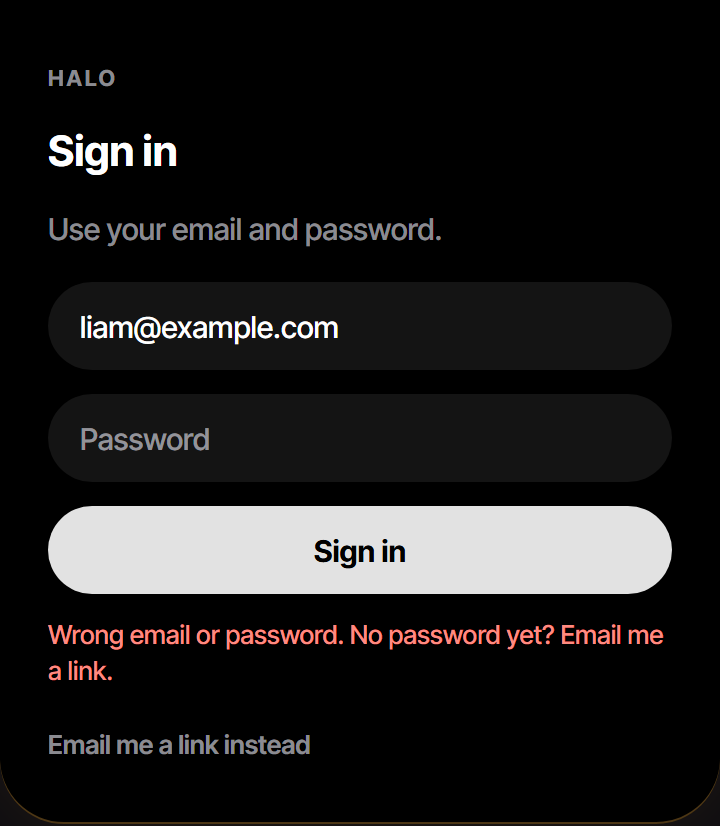 HALO
Sign in
Use your email and password.
liam@example.com
Password
Sign in
Wrong email or password. No password yet? Email me
a link.
Email me a link instead